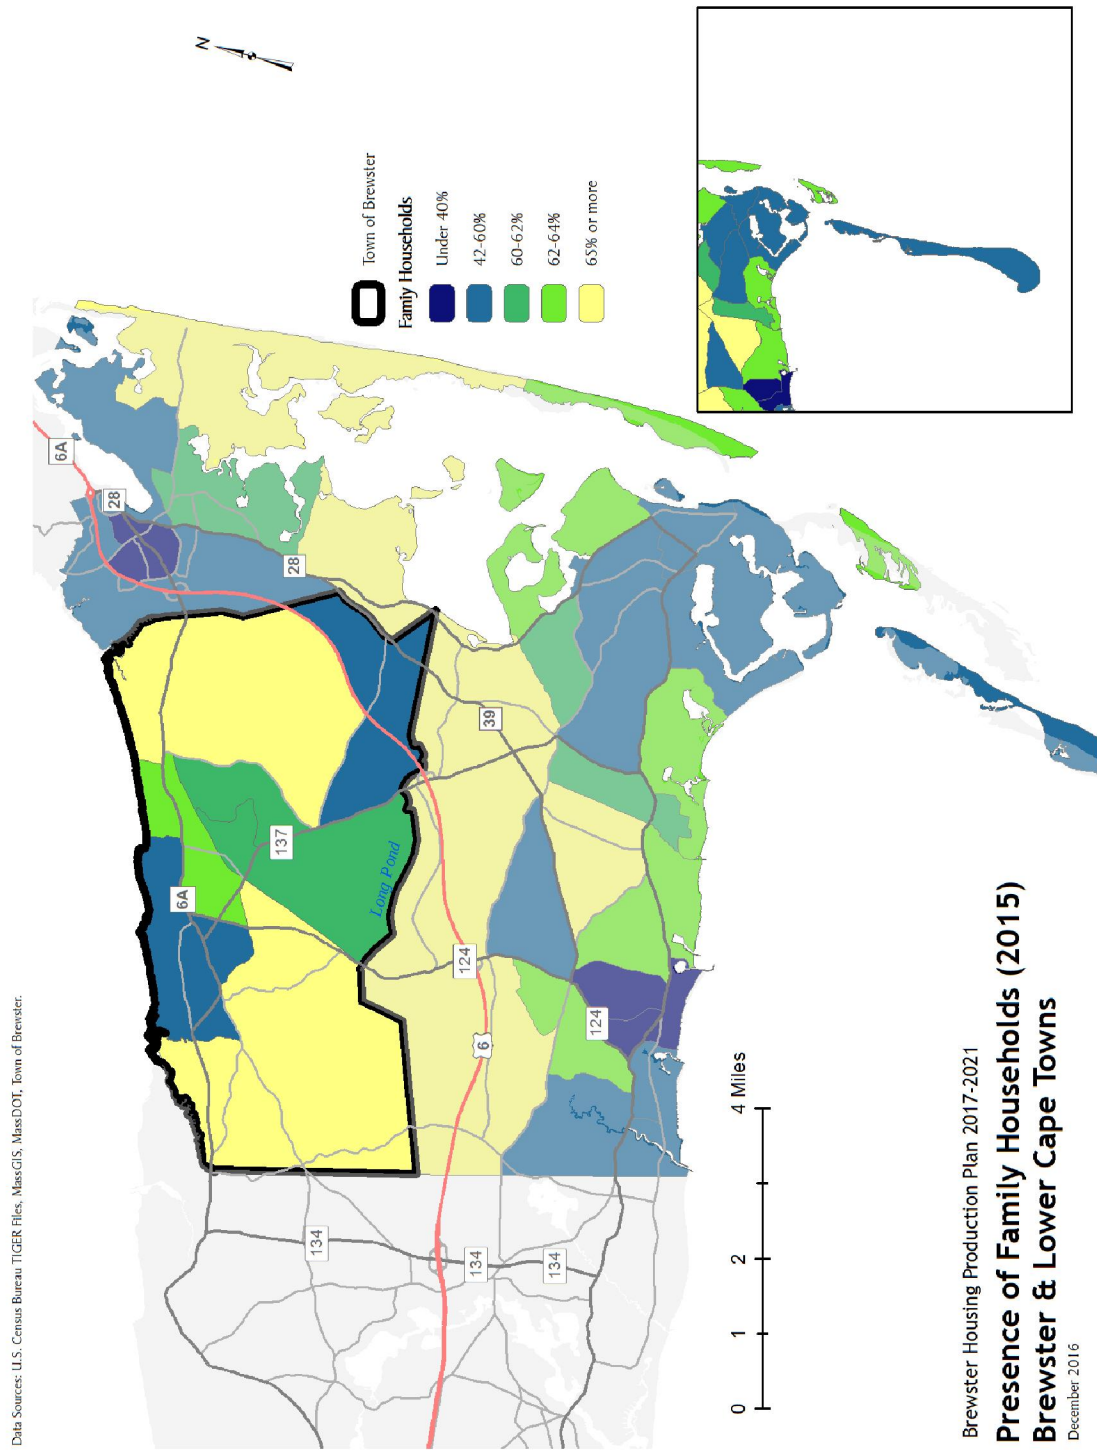 Data Sources: U.S. Census Bureau TIGER Files, MassGIS, MassDOT, Town of Brewster.
N
Town of Brewster
Famiy Households
Under 40%
42-60%
60-62%
62-64%
65% or more
6A
28
28
6A
137
Long Pond
39
124
124
6
134
134
134
0
1
2
4 Miles
Brewster Housing Production Plan 2017-2021
Presence of Family Households (2015)
Brewster & Lower Cape Towns
December 2016